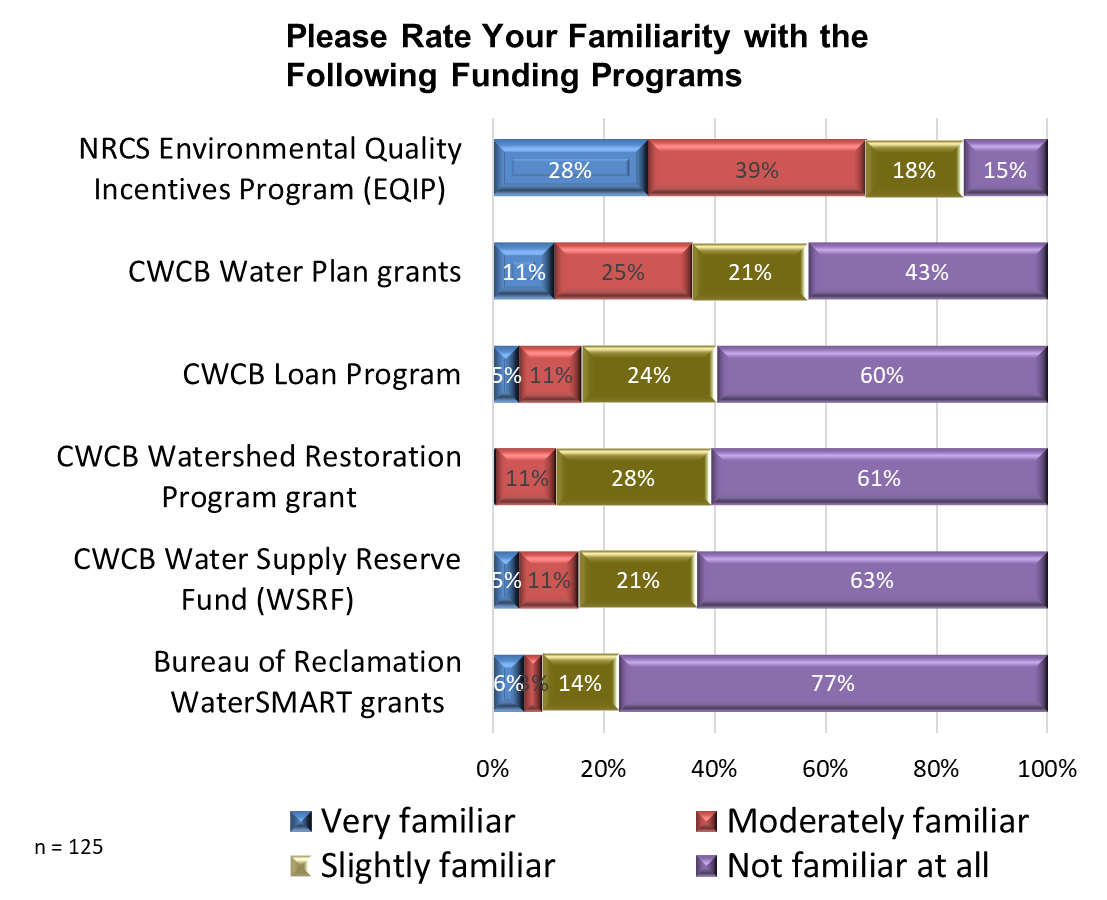 Please Rate Your Familiarity with the
Following Funding Programs
NRCS Environmental Quality
Incentives Program (EQIP)
28%
39%
18%
15%
CWCB Water Plan grants
11%
25%
21%
43%
CWCB Loan Program
5%
11%
24%
60%
CWCB Watershed Restoration
Program grant
11%
28%
61%
CWCB Water Supply Reserve
Fund (WSRF)
5%
11%
21%
63%
Bureau of Reclamation
WaterSMART grants
6%
3%
14%
77%
0%
20%
40%
60%
80%
100%
Very familiar
Moderately familiar
Slightly familiar
Not familiar at all
n = 125